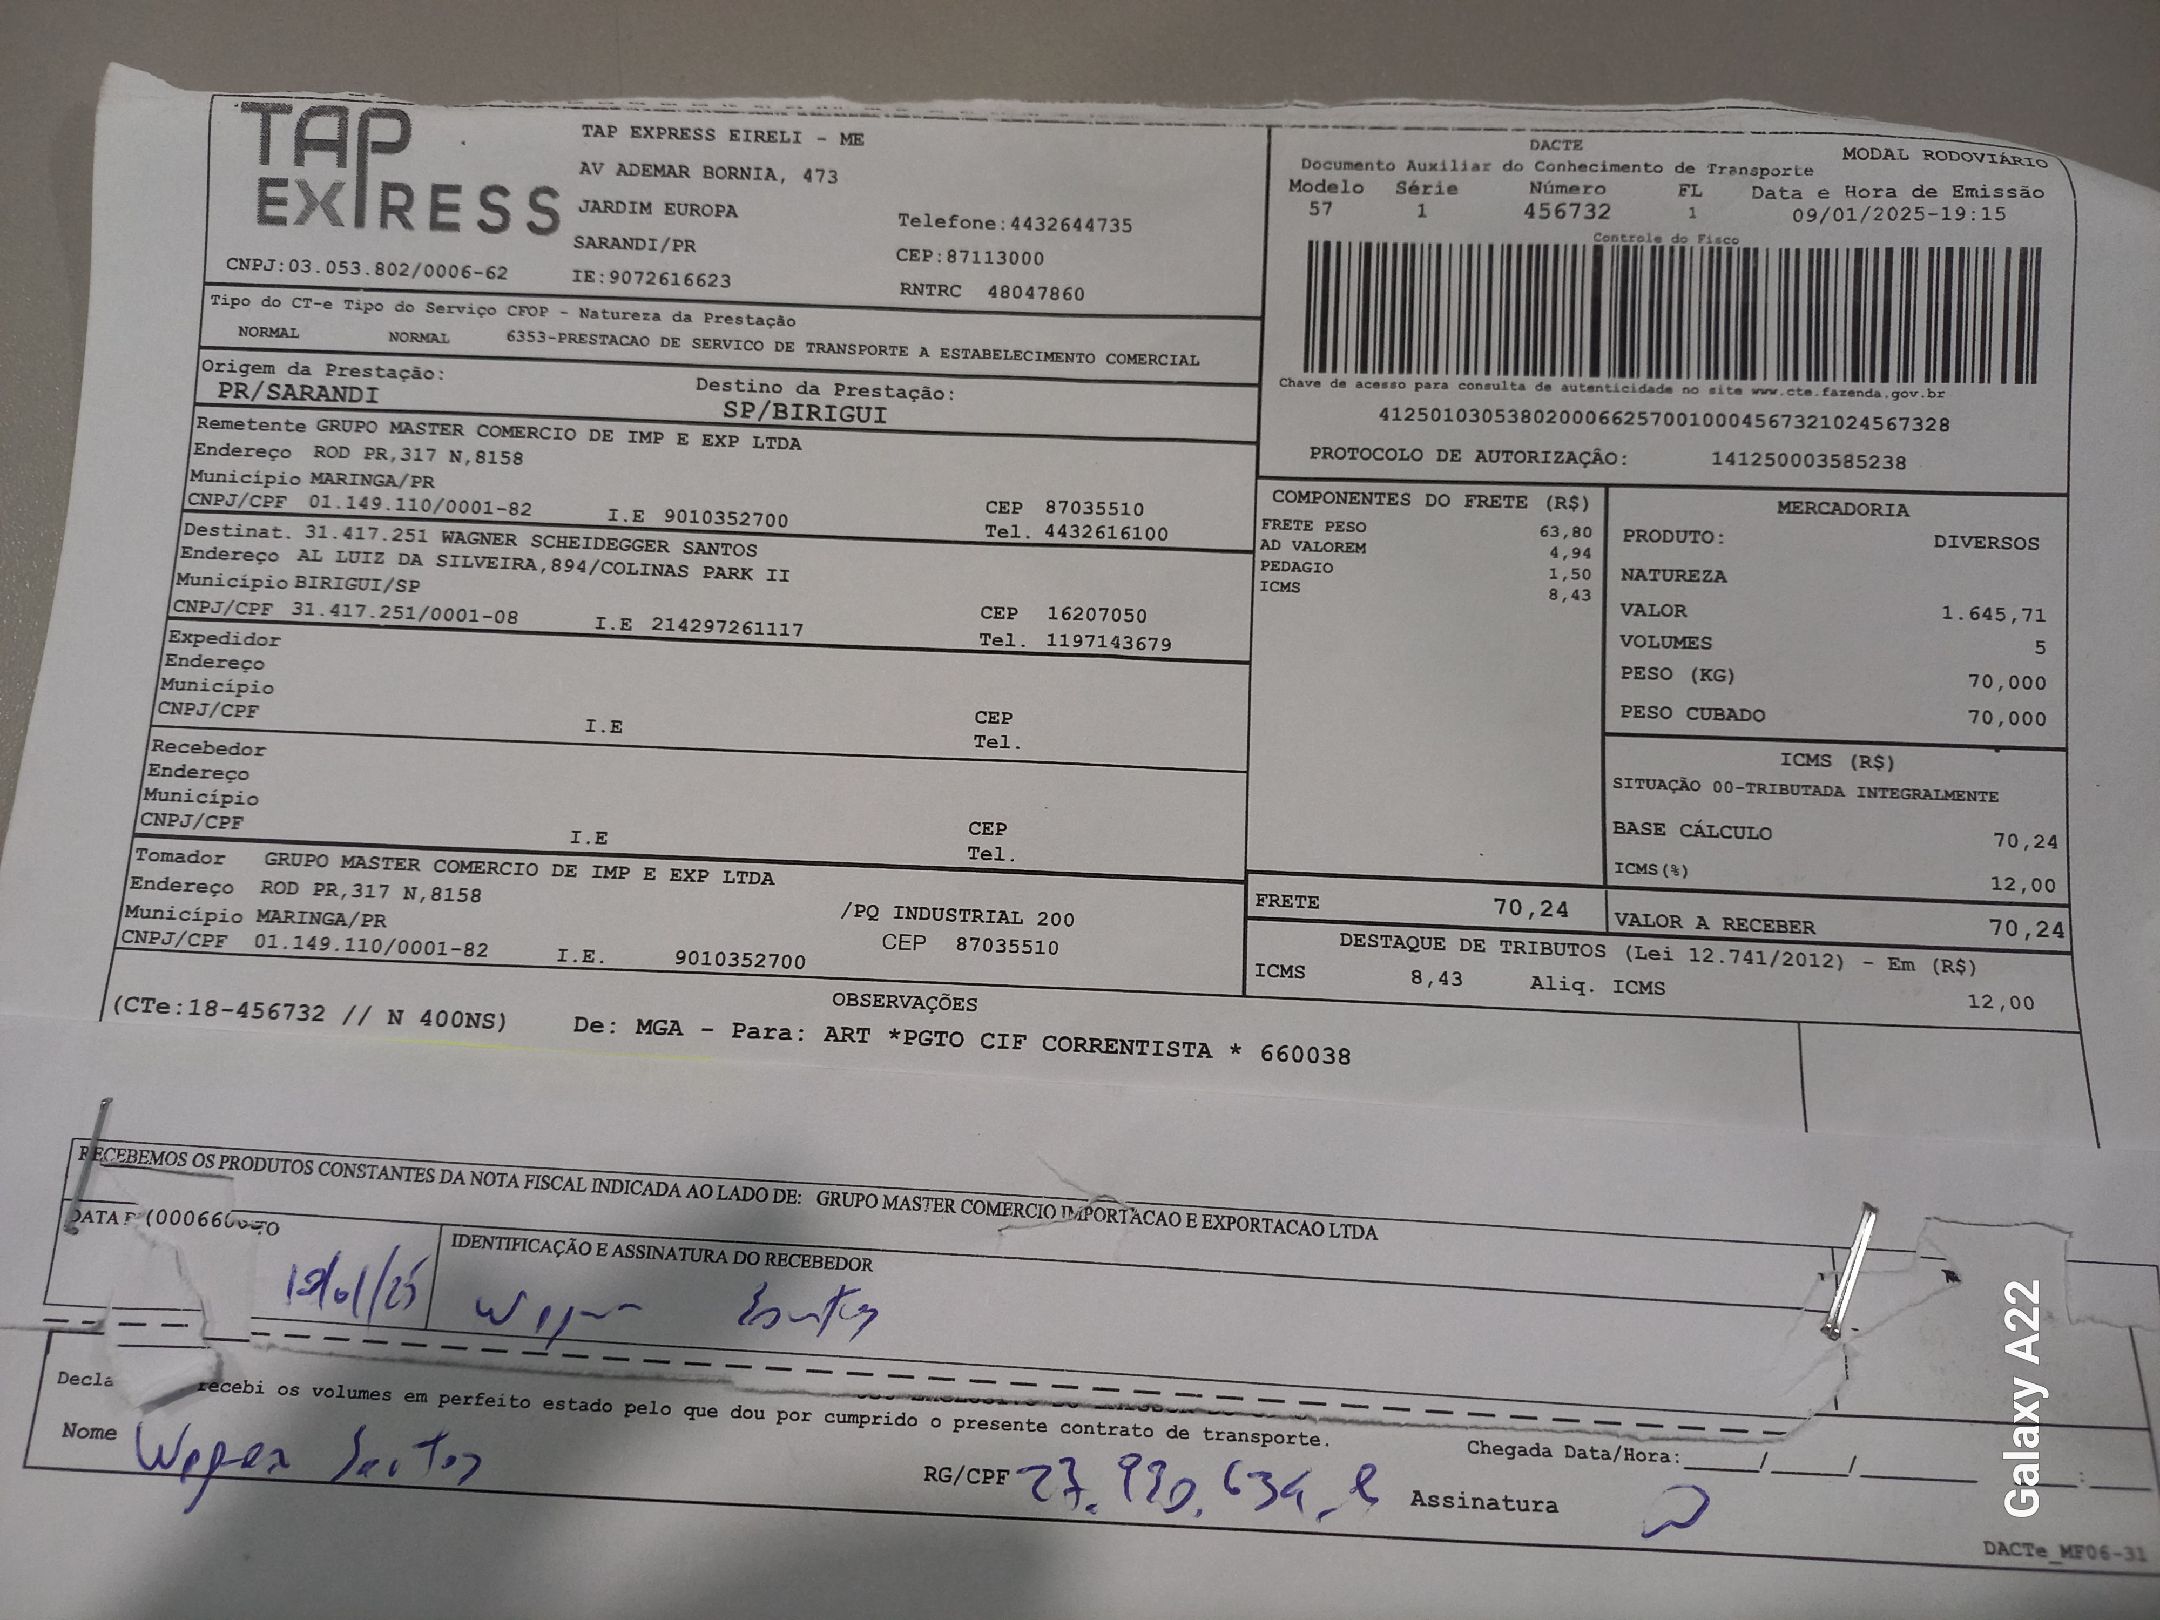 TAP EXPRESS
TAP EXPRESS EIRELI - ME
AV ADEMAR BORNIA, 473
JARDIM EUROPA
SARANDI/PR
IE:9072616623
Telefone:4432644735
CEP:87113000
RNTRC 48047860
CNPJ:03.053.802/0006-62
DACTE
MODAL RODOVIÁRIO
Documento Auxiliar do Conhecimento de Transporte
Modelo Série Número FL Data e Hora de Emissão
57 1 456732 1 09/01/2025-19:15
Controle do Fisco
Chave de acesso para consulta de autenticidade no site www.cte.fazenda.gov.br
41250103053802000662570010004567321024567328
PROTOCOLO DE AUTORIZAÇÃO: 141250003585238
Tipo do CT-e Tipo do Serviço CFOP - Natureza da Prestação
NORMAL NORMAL 6353-PRESTACAO DE SERVICO DE TRANSPORTE A ESTABELECIMENTO COMERCIAL
Origem da Prestação: Destino da Prestação:
PR/SARANDI SP/BIRIGUI
Remetente GRUPO MASTER COMERCIO DE IMP E EXP LTDA
Endereço ROD PR,317 N,8158
Município MARINGA/PR CEP 87035510
CNPJ/CPF 01.149.110/0001-82 I.E 9010352700 Tel. 4432616100
Destinat. 31.417.251 WAGNER SCHEIDEGGER SANTOS
Endereço AL LUIZ DA SILVEIRA,894/COLINAS PARK II
Município BIRIGUI/SP CEP 16207050
CNPJ/CPF 31.417.251/0001-08 I.E 214297261117 Tel. 1197143679
Expedidor
Endereço
Município CEP
CNPJ/CPF I.E Tel.
Recebedor
Endereço
Município CEP
CNPJ/CPF I.E Tel.
Tomador GRUPO MASTER COMERCIO DE IMP E EXP LTDA
Endereço ROD PR,317 N,8158 /PQ INDUSTRIAL 200
Município MARINGA/PR CEP 87035510
CNPJ/CPF 01.149.110/0001-82 I.E. 9010352700
COMPONENTES DO FRETE (R$)
FRETE PESO 63,80
AD VALOREM 4,94
PEDAGIO 1,50
ICMS 8,43
MERCADORIA
PRODUTO: DIVERSOS
NATUREZA
VALOR 1.645,71
VOLUMES 5
PESO (KG) 70,000
PESO CUBADO 70,000
ICMS (R$)
SITUAÇÃO 00-TRIBUTADA INTEGRALMENTE
BASE CÁLCULO 70,24
ICMS(%) 12,00
FRETE 70,24 VALOR A RECEBER 70,24
DESTAQUE DE TRIBUTOS (Lei 12.741/2012) - Em (R$)
ICMS 8,43 Aliq. ICMS 12,00
OBSERVAÇÕES
(CTe:18-456732 // N 400NS) De: MGA - Para: ART *PGTO CIF CORRENTISTA * 660038
RECEBEMOS OS PRODUTOS CONSTANTES DA NOTA FISCAL INDICADA AO LADO DE: GRUPO MASTER COMERCIO IMPORTACAO E EXPORTACAO LTDA
DATA IDENTIFICAÇÃO E ASSINATURA DO RECEBEDOR
Santos
recebi os volumes em perfeito estado pelo que dou por cumprido o presente contrato de transporte.
Nome Santos
Chegada Data/Hora: / / :
RG/CPF Assinatura
DACTe_MF06-31
Galaxy A22